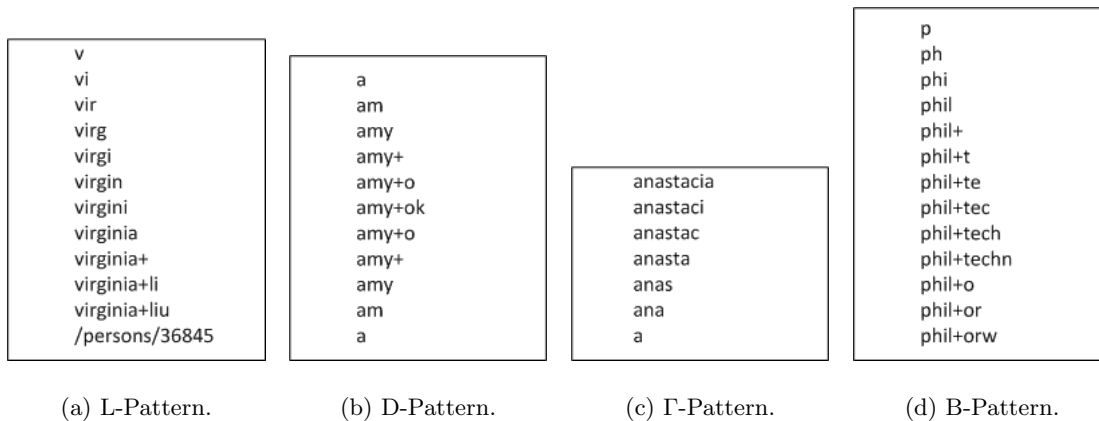 v
vi
vir
virg
virgi
virgin
virgini
virginia
virginia+
virginia+li
virginia+liu
/persons/36845
(a) L-Pattern.
a
am
amy
amy+
amy+o
amy+ok
amy+o
amy+
amy
am
a
(b) D-Pattern.
anastacia
anastaci
anastac
anasta
anas
ana
a
(c) Γ-Pattern.
p
ph
phi
phil
phil+
phil+t
phil+te
phil+tec
phil+tech
phil+techn
phil+o
phil+or
phil+orw
(d) B-Pattern.